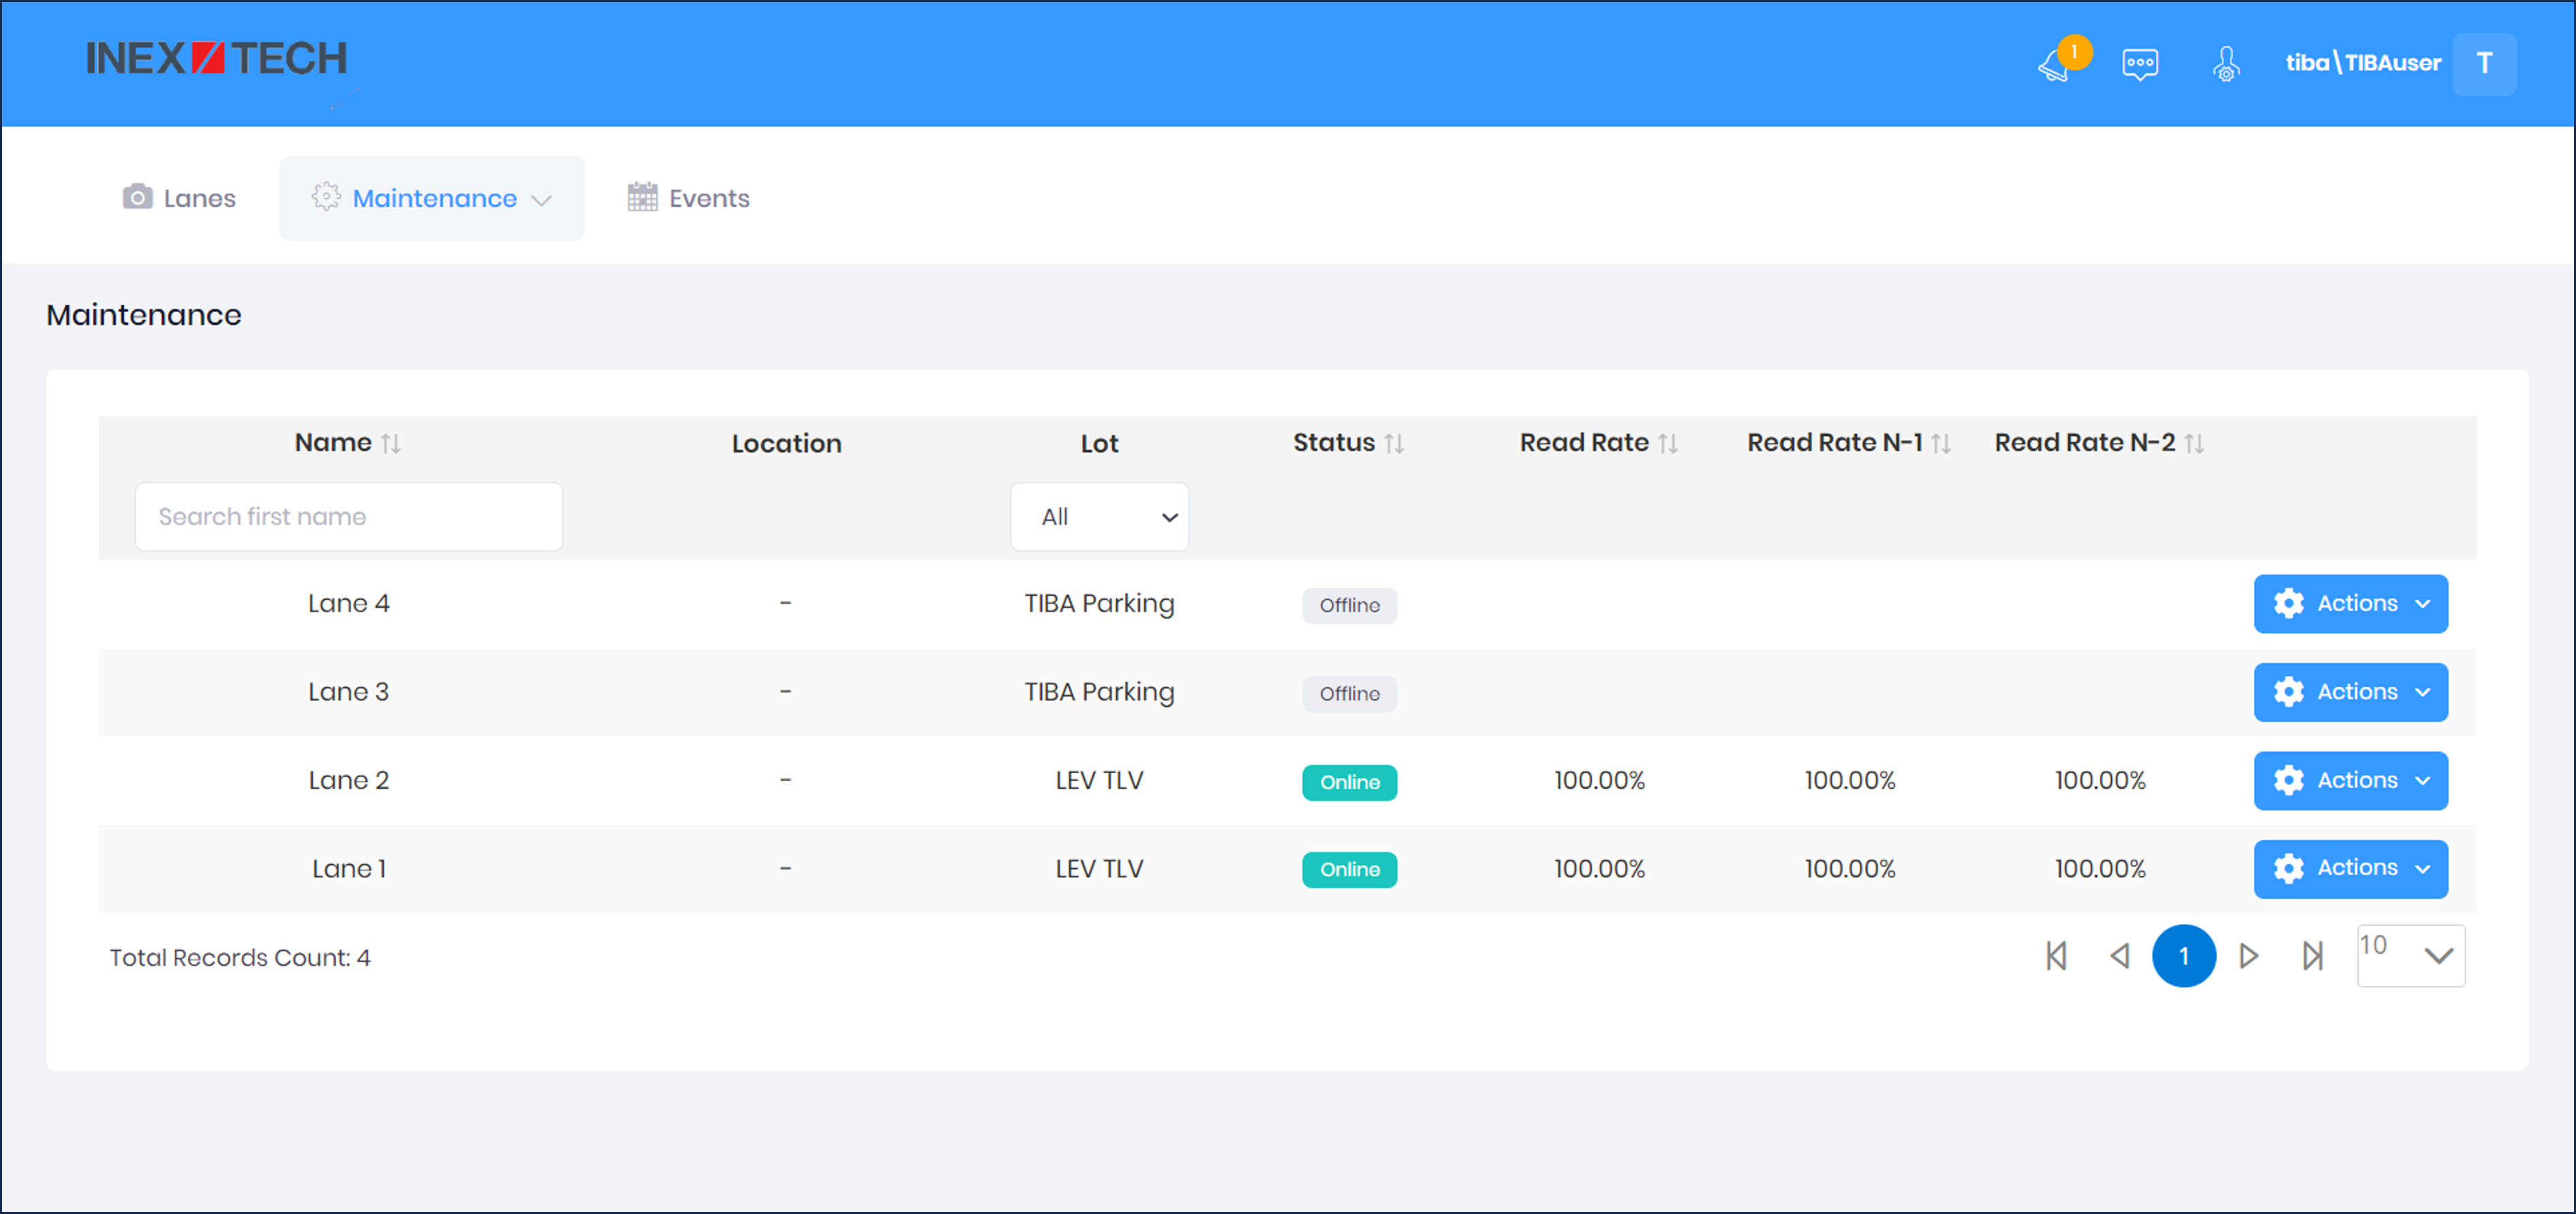 INEX TECH
1
tiba\TIBAuser
T
Lanes
Maintenance
Events
Maintenance
Name
Location
Lot
Status
Read Rate
Read Rate N-1
Read Rate N-2
Search first name
All
Lane 4 - TIBA Parking Offline Actions
Lane 3 - TIBA Parking Offline Actions
Lane 2 - LEV TLV Online 100.00% 100.00% 100.00% Actions
Lane 1 - LEV TLV Online 100.00% 100.00% 100.00% Actions
Total Records Count: 4
1
10